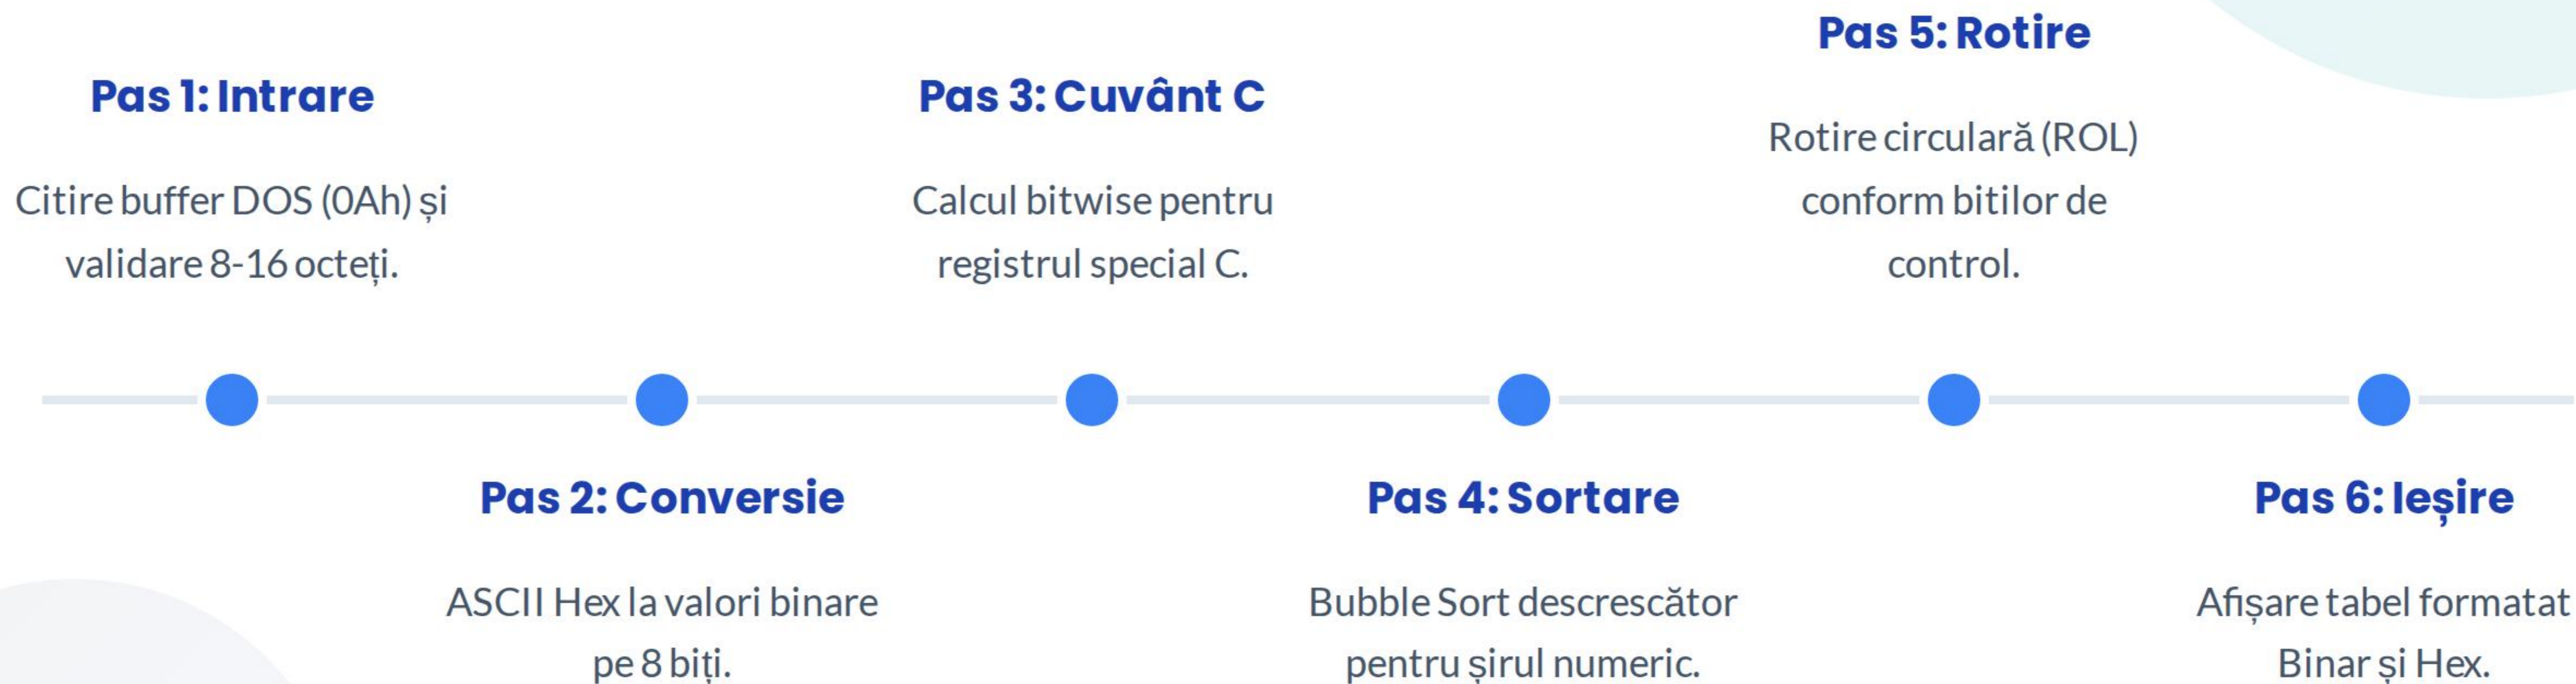 Pas 1: Intrare
Citire buffer DOS (0Ah) și
validare 8-16 octeți.
Pas 2: Conversie
ASCII Hex la valori binare
pe 8 biți.
Pas 3: Cuvânt C
Calcul bitwise pentru
registrul special C.
Pas 4: Sortare
Bubble Sort descrescător
pentru șirul numeric.
Pas 5: Rotire
Rotire circulară (ROL)
conform bitilor de
control.
Pas 6: Ieșire
Afișare tabel formatat
Binar și Hex.